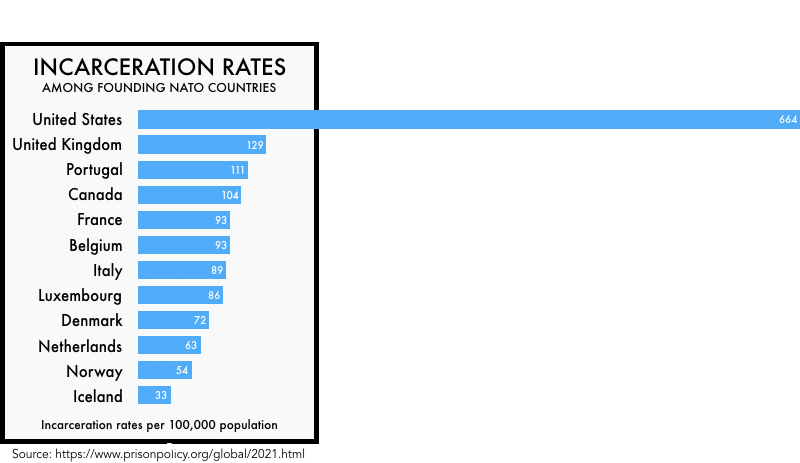 INCARCERATION RATES
AMONG FOUNDING NATO COUNTRIES
United States 664
United Kingdom 129
Portugal 111
Canada 104
France 93
Belgium 93
Italy 89
Luxembourg 86
Denmark 72
Netherlands 63
Norway 54
Iceland 33
Incarceration rates per 100,000 population
Source: https://www.prisonpolicy.org/global/2021.html